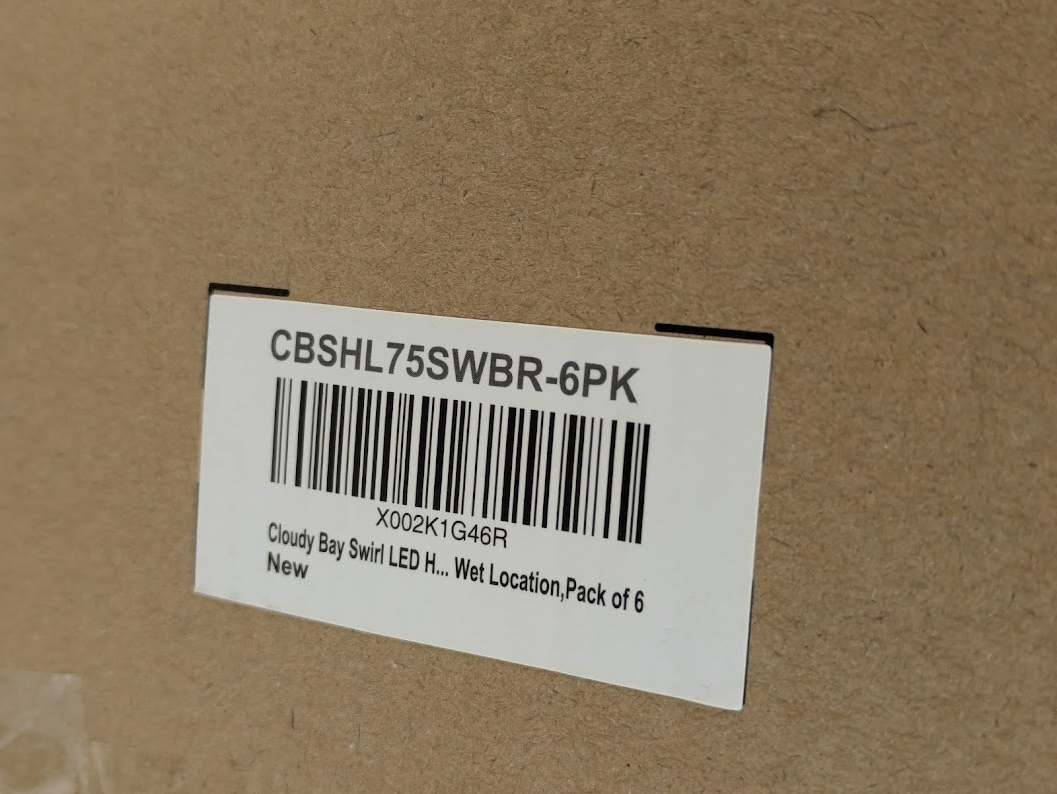 CBSHL75SWBR-6PK
X002K1G46R
Cloudy Bay Swirl LED H... Wet Location,Pack of 6
New